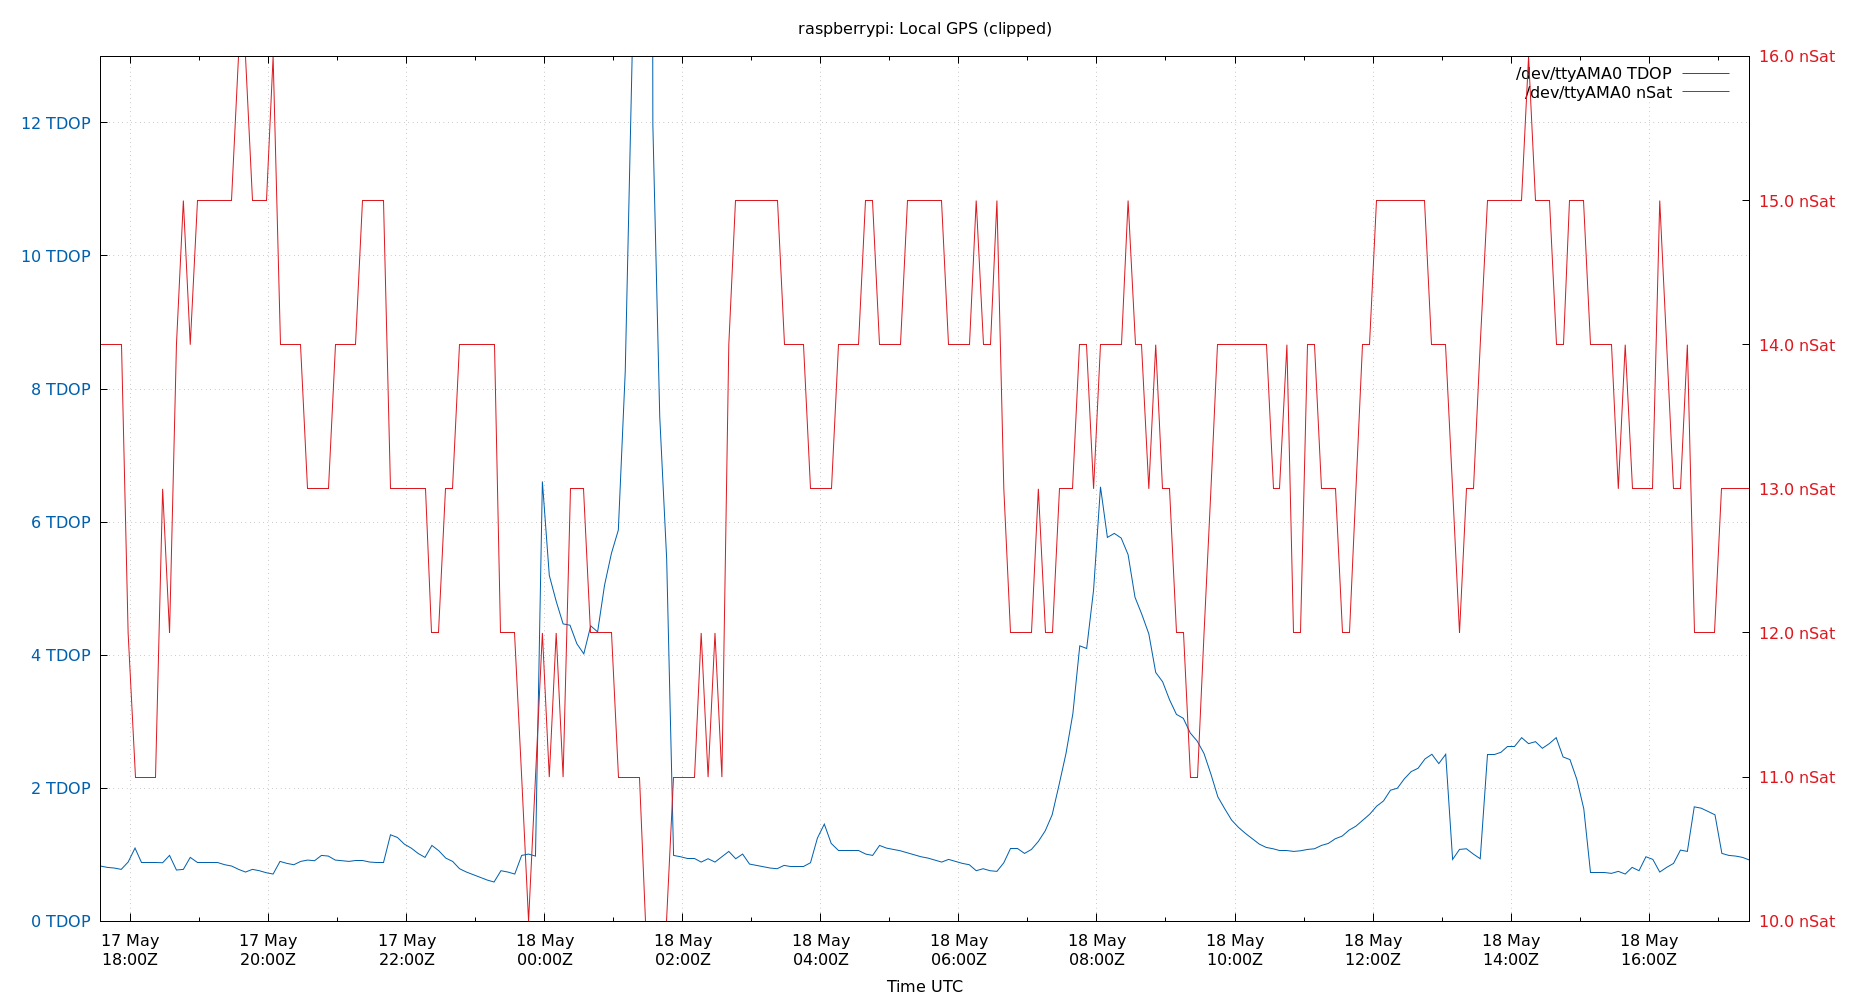 raspberrypi: Local GPS (clipped)
/dev/ttyAMA0 TDOP
/dev/ttyAMA0 nSat
12 TDOP
10 TDOP
8 TDOP
6 TDOP
4 TDOP
2 TDOP
0 TDOP
16.0 nSat
15.0 nSat
14.0 nSat
13.0 nSat
12.0 nSat
11.0 nSat
10.0 nSat
17 May
18:00Z
17 May
20:00Z
17 May
22:00Z
18 May
00:00Z
18 May
02:00Z
18 May
04:00Z
18 May
06:00Z
18 May
08:00Z
18 May
10:00Z
18 May
12:00Z
18 May
14:00Z
18 May
16:00Z
Time UTC